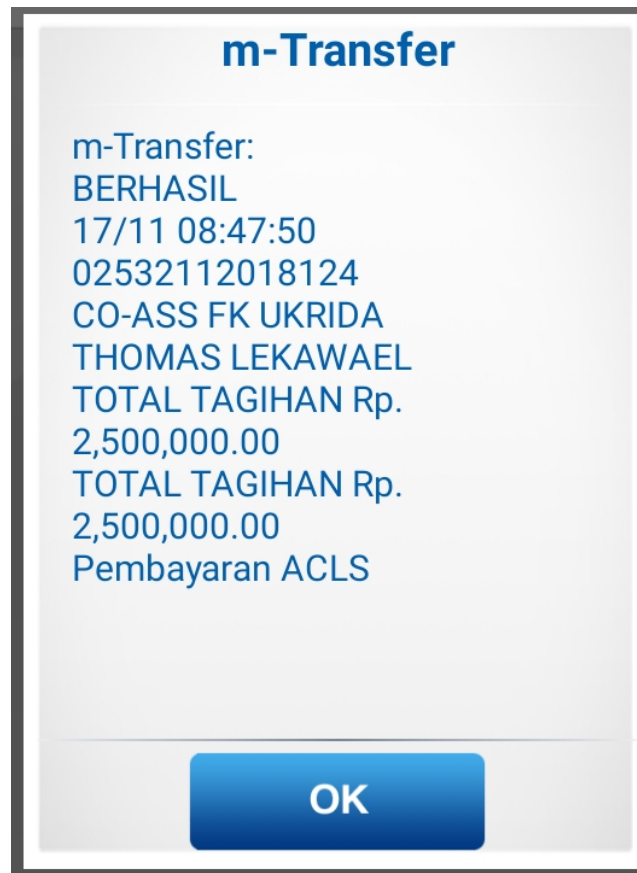 m-Transfer
m-Transfer:
BERHASIL
17/11 08:47:50
02532112018124
CO-ASS FK UKRIDA
THOMAS LEKAWAEL
TOTAL TAGIHAN Rp.
2,500,000.00
TOTAL TAGIHAN Rp.
2,500,000.00
Pembayaran ACLS
OK